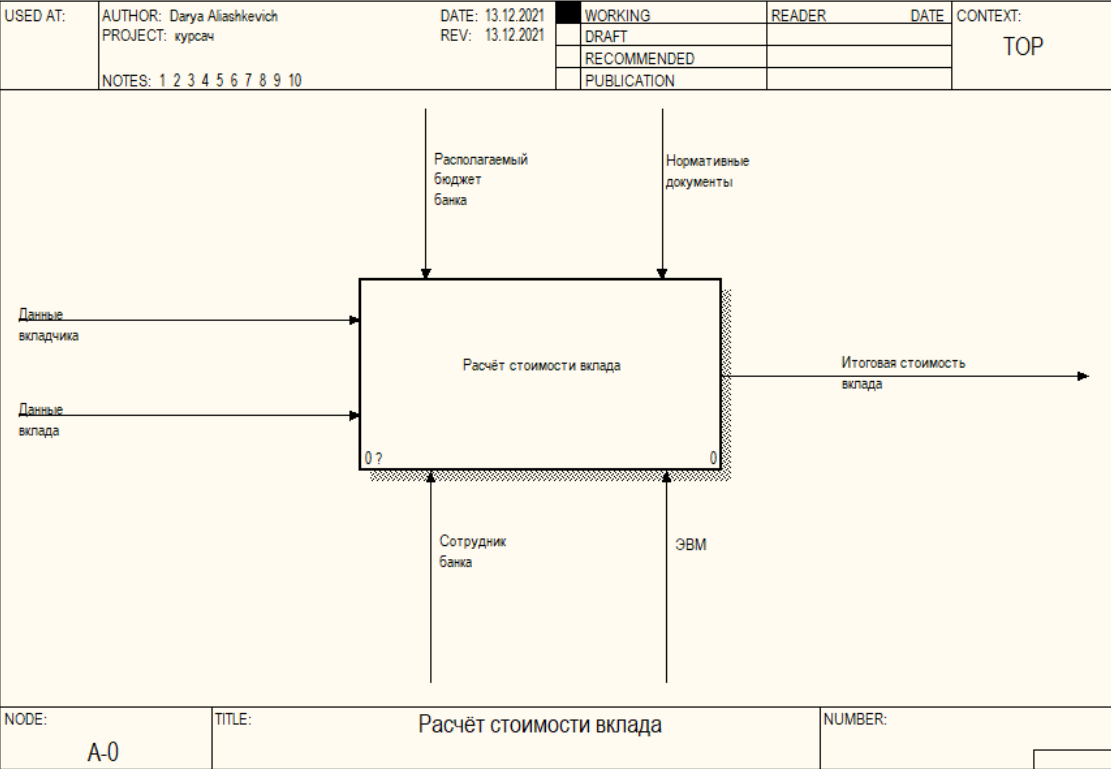 USED AT:
AUTHOR: Darya Aliashkevich
DATE: 13.12.2021
PROJECT: курсач
REV: 13.12.2021
NOTES: 1 2 3 4 5 6 7 8 9 10
WORKING
DRAFT
RECOMMENDED
PUBLICATION
READER DATE
CONTEXT:
TOP
Располагаемый
бюджет
банка
Нормативные
документы
Данные
вкладчика
Данные
вклада
Расчёт стоимости вклада
0 ?
0
Итоговая стоимость
вклада
Сотрудник
банка
ЭВМ
NODE:
A-0
TITLE:
Расчёт стоимости вклада
NUMBER: